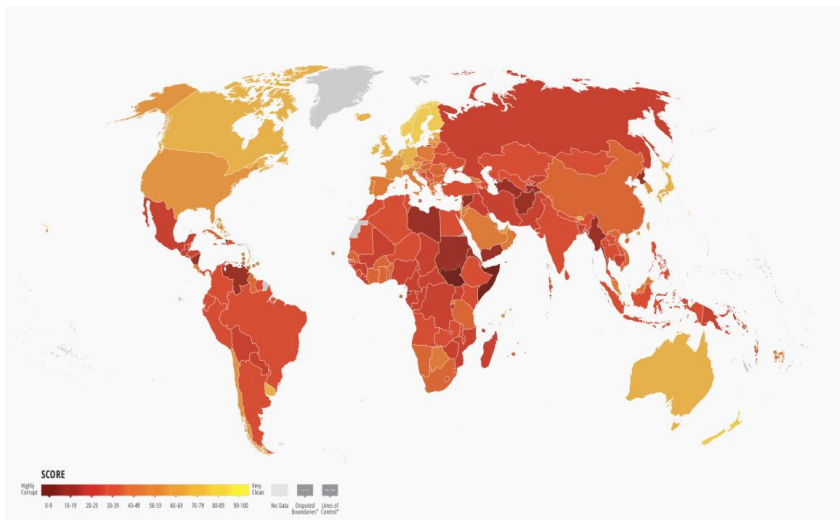 SCORE
Highly
Corrupt
Very
Clean
0-9 10-19 20-29 30-39 40-49 50-59 60-69 70-79 80-89 90-100
No Data
Disputed
Boundaries*
Lines of
Control*